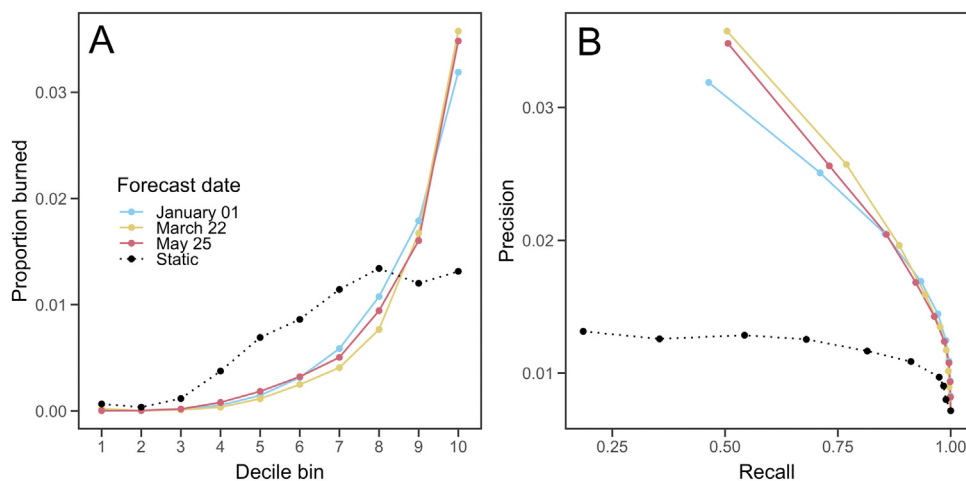 A
Proportion burned
0.03
0.02
0.01
0.00
Forecast date
January 01
March 22
May 25
Static
1 2 3 4 5 6 7 8 9 10
Decile bin
B
Precision
0.03
0.02
0.01
0.25 0.50 0.75 1.00
Recall